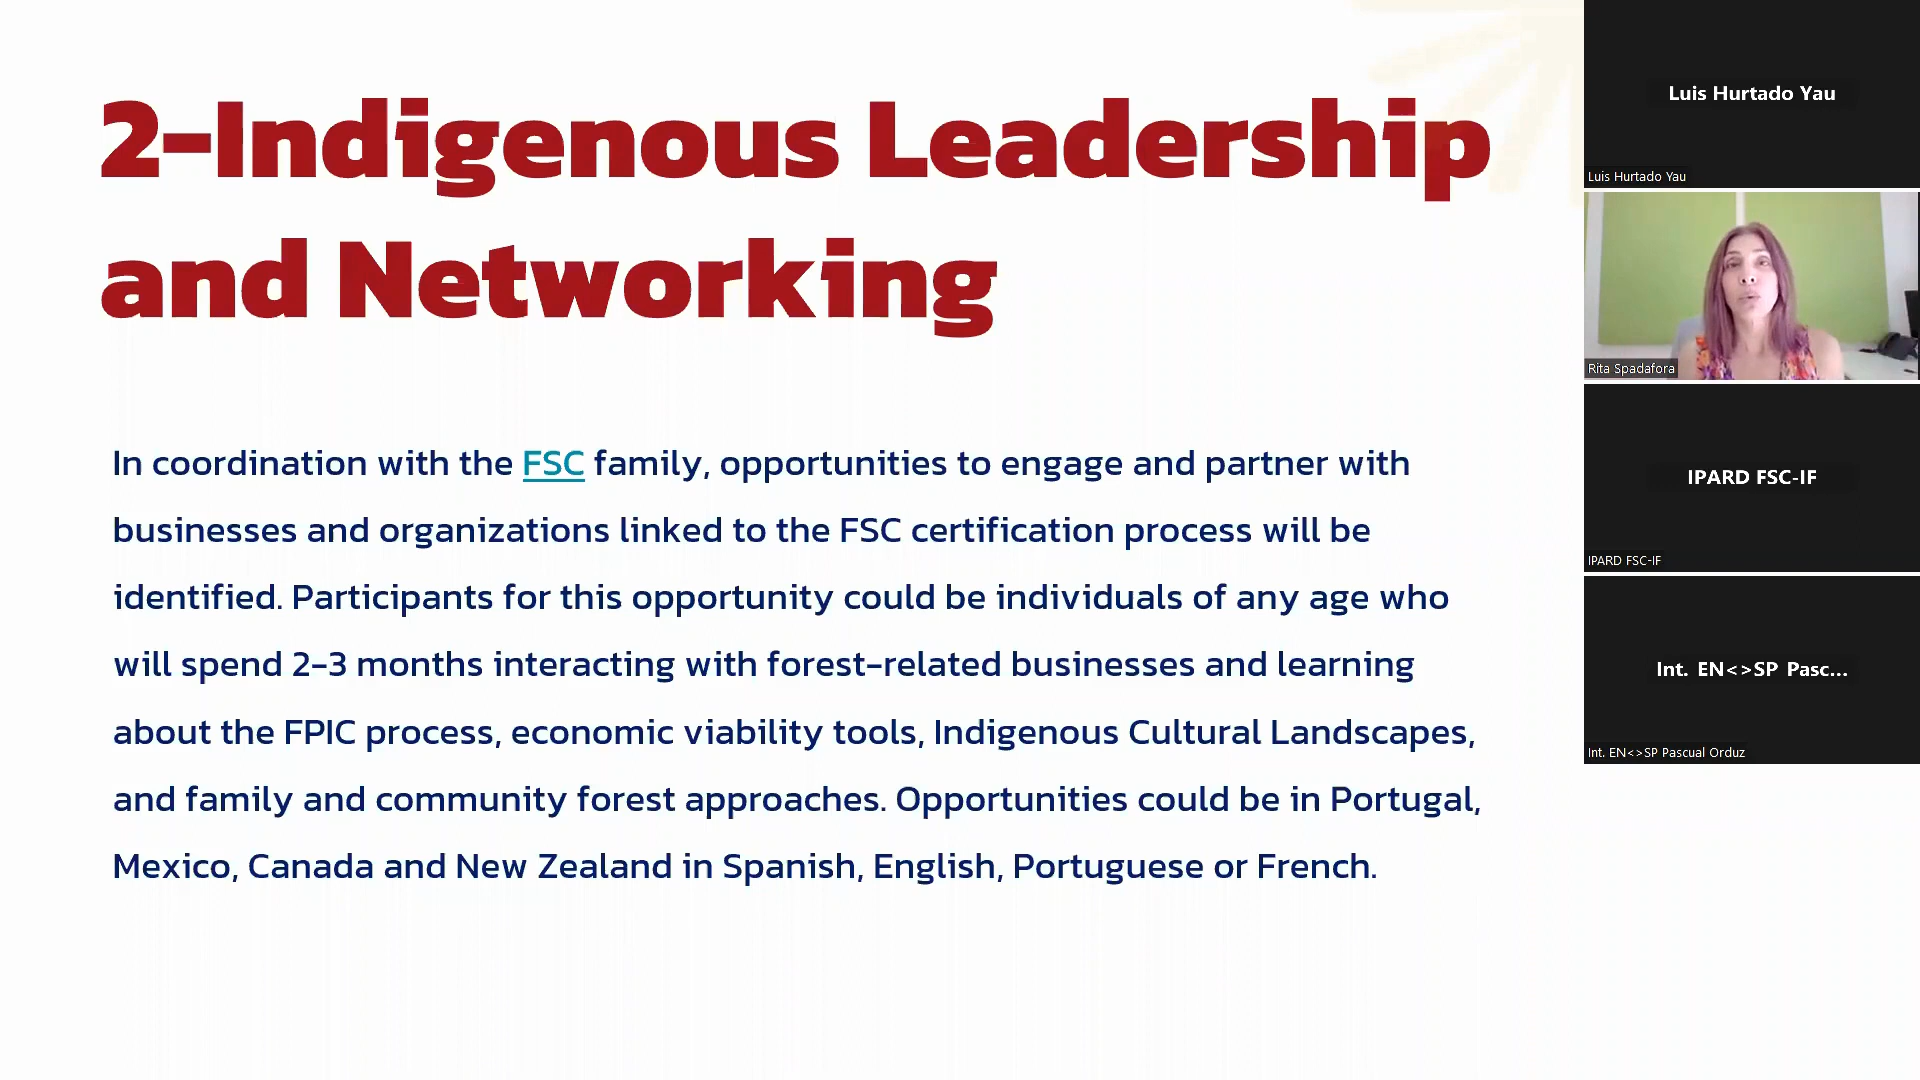 2-Indigenous Leadership
and Networking
In coordination with the FSC family, opportunities to engage and partner with
businesses and organizations linked to the FSC certification process will be
identified. Participants for this opportunity could be individuals of any age who
will spend 2-3 months interacting with forest-related businesses and learning
about the FPIC process, economic viability tools, Indigenous Cultural Landscapes,
and family and community forest approaches. Opportunities could be in Portugal,
Mexico, Canada and New Zealand in Spanish, English, Portuguese or French.
Luis Hurtado Yau
Luis Hurtado Yau
Rita Spadafora
IPARD FSC-IF
IPARD FSC-IF
Int. EN<>SP Pasc...
Int. EN<>SP Pascual Orduz